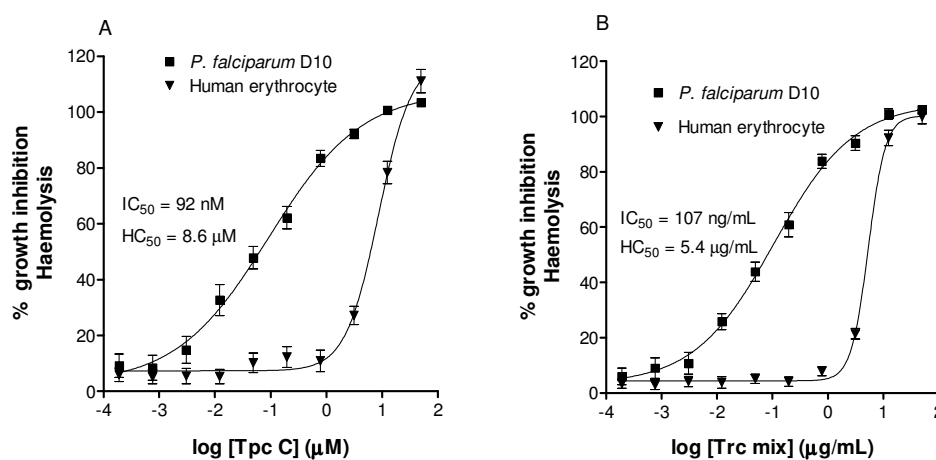 A
P. falciparum D10
Human erythrocyte
120
100
80
60
40
20
0
% growth inhibition
Haemolysis
IC50 = 92 nM
HC50 = 8.6 µM
-4 -3 -2 -1 0 1 2
log [Tpc C] (µM)
B
P. falciparum D10
Human erythrocyte
120
100
80
60
40
20
0
% growth inhibition
Haemolysis
IC50 = 107 ng/mL
HC50 = 5.4 µg/mL
-4 -3 -2 -1 0 1 2
log [Trc mix] (µg/mL)